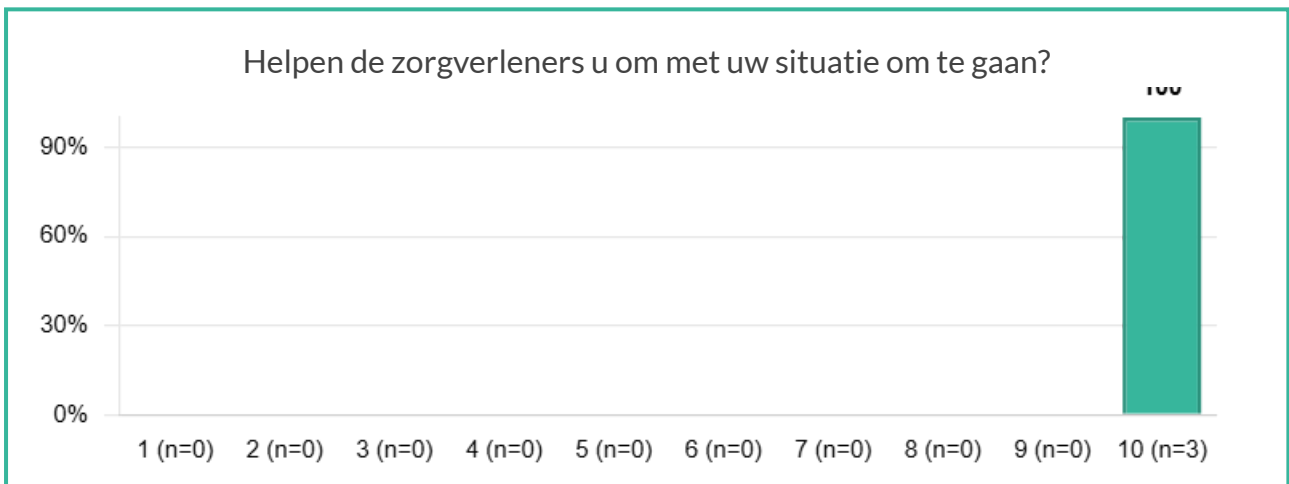 Helpen de zorgverleners u om met uw situatie om te gaan?
100
90%
60%
30%
0%
1 (n=0) 2 (n=0) 3 (n=0) 4 (n=0) 5 (n=0) 6 (n=0) 7 (n=0) 8 (n=0) 9 (n=0) 10 (n=3)